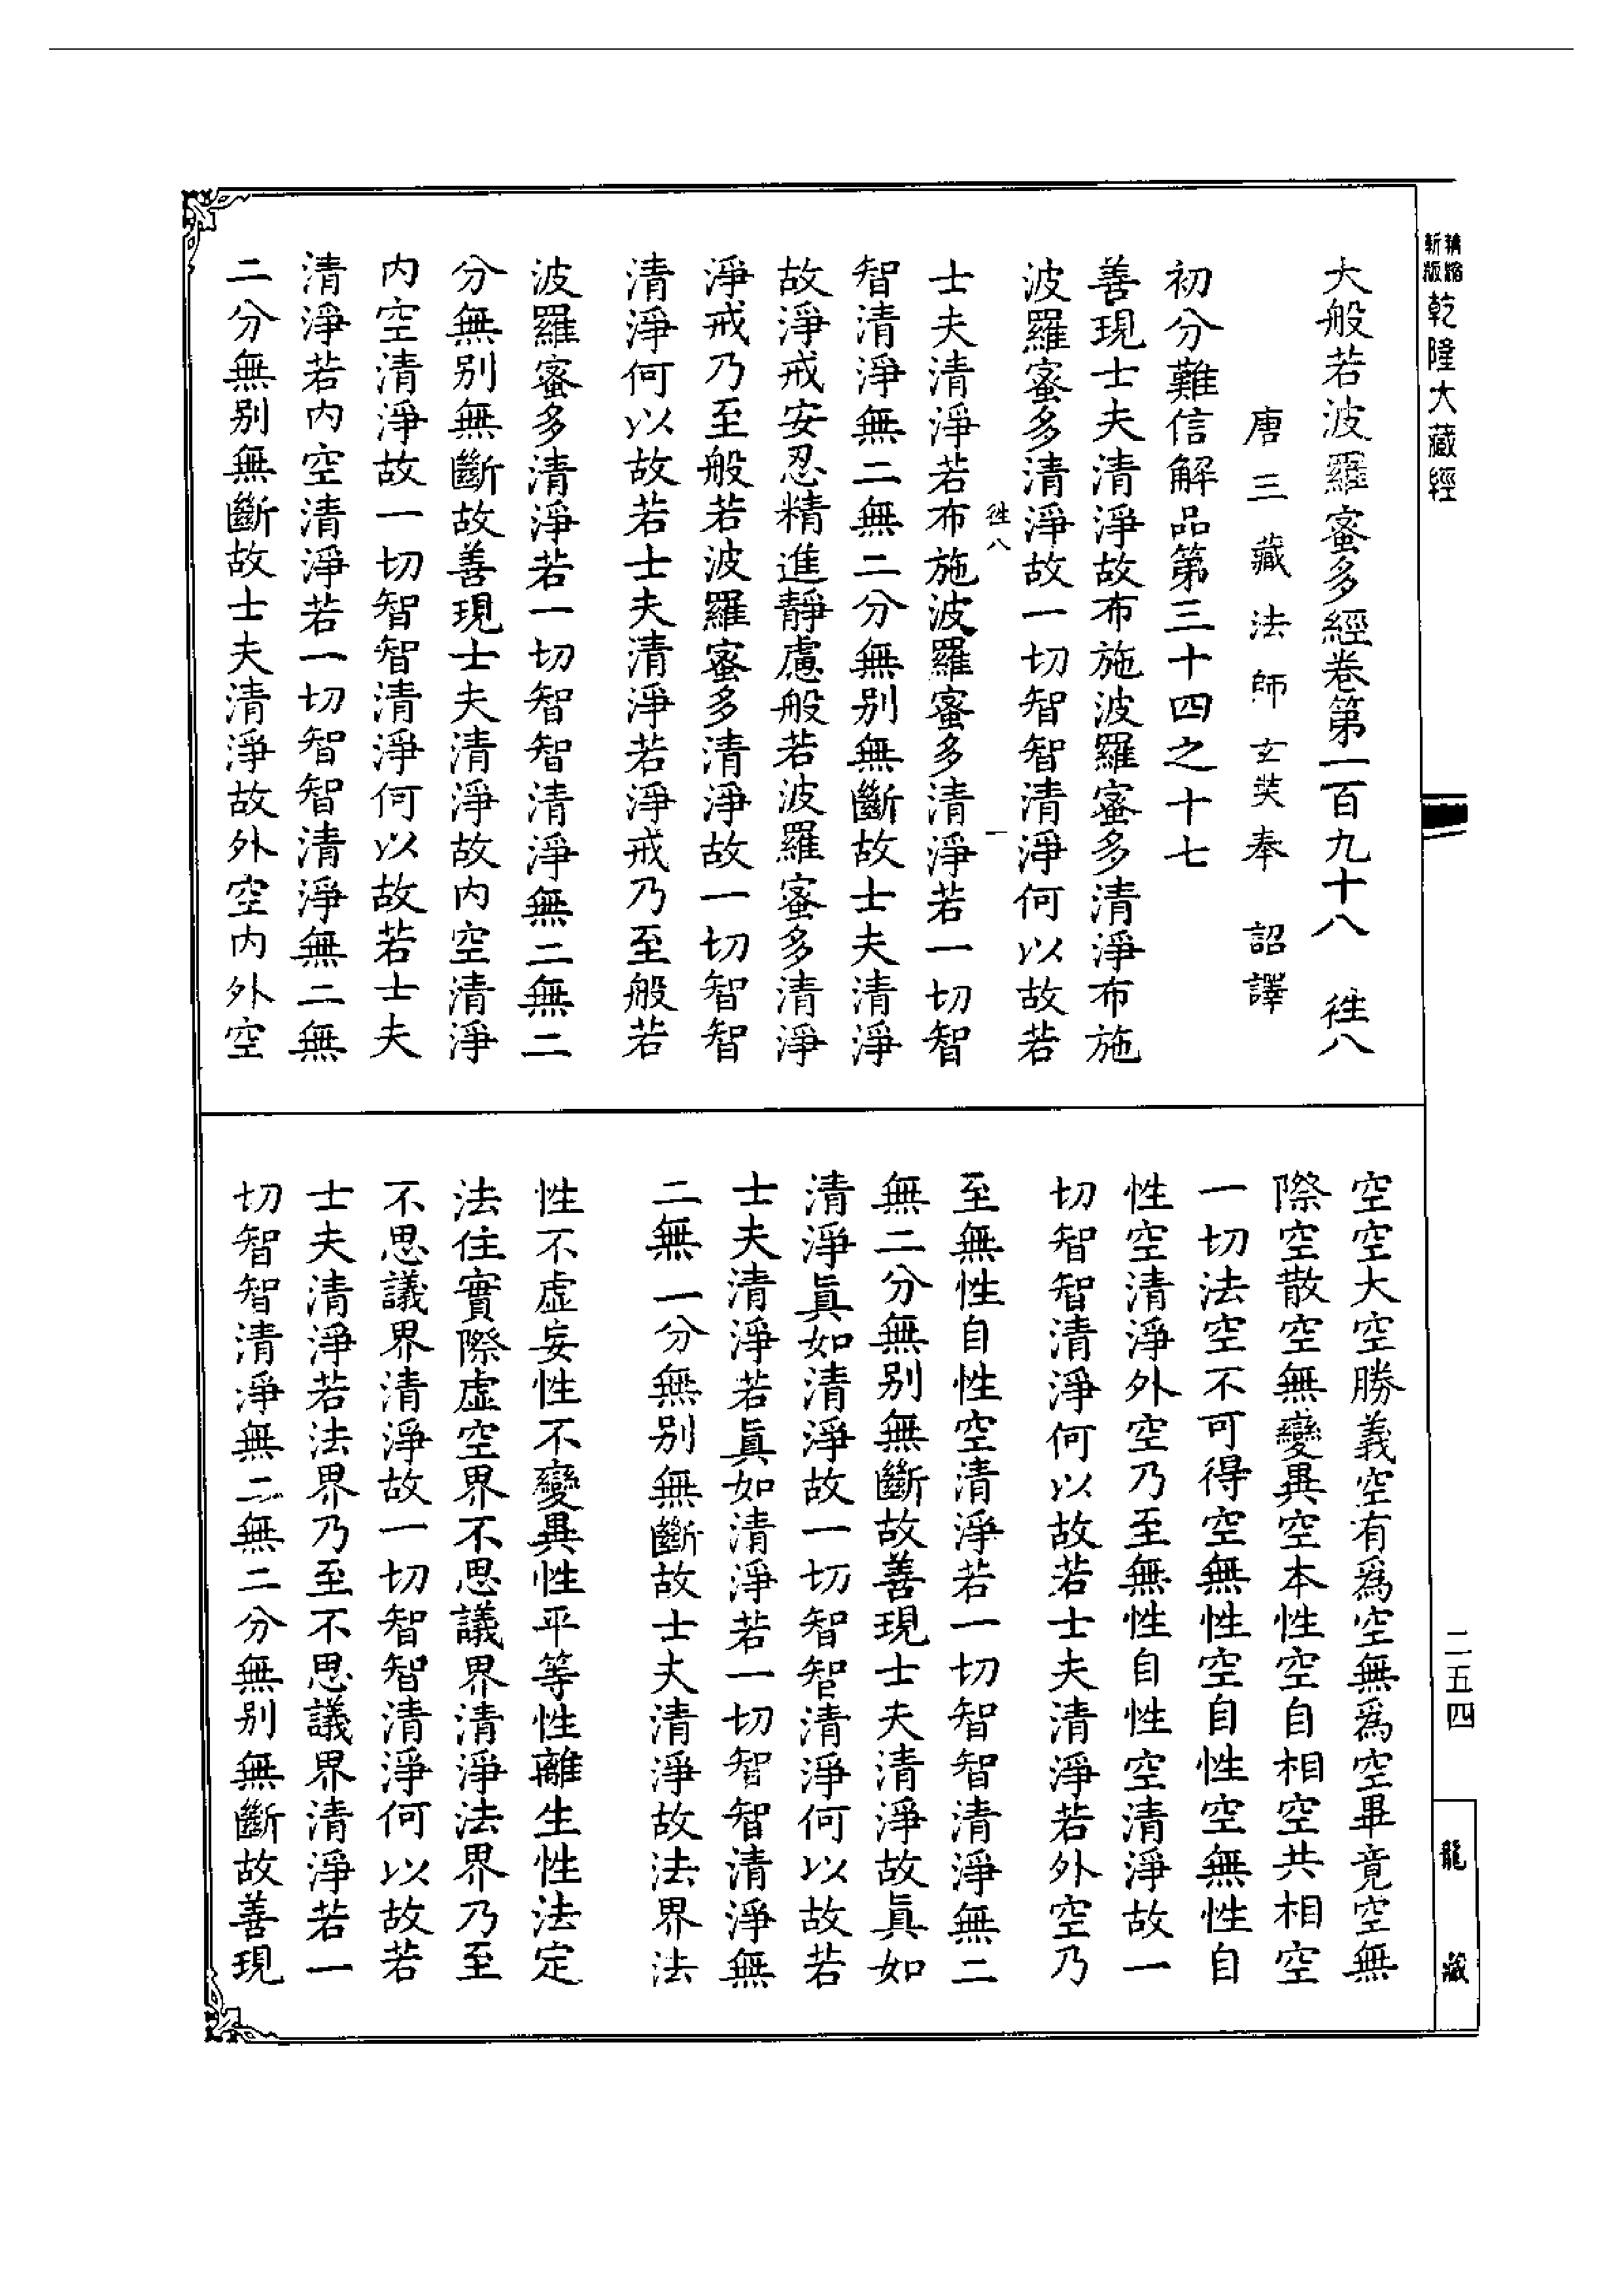 新版精縮
乾隆大藏經
大般若波羅蜜多經卷第一百九十八 徃八
唐三藏法師玄奘奉 詔譯
初分難信解品第三十四之十七
善現士夫清淨故布施波羅蜜多清淨布施
波羅蜜多清淨故一切智智清淨何以故若
徃八 一
士夫清淨若布施波羅蜜多清淨若一切智
智清淨無二無二分無别無斷故士夫清淨
故淨戒安忍精進靜慮般若波羅蜜多清淨
淨戒乃至般若波羅蜜多清淨故一切智智
清淨何以故若士夫清淨若淨戒乃至般若
波羅蜜多清淨若一切智智清淨無二無二
分無别無斷故善現士夫清淨故内空清淨
内空清淨故一切智智清淨何以故若士夫
清淨若内空清淨若一切智智清淨無二無
二分無别無斷故士夫清淨故外空内外空
空空大空勝義空有爲空無爲空畢竟空無
際空散空無變異空本性空自相空共相空
一切法空不可得空無性空自性空無性自
性空清淨外空乃至無性自性空清淨故一
切智智清淨何以故若士夫清淨若外空乃
至無性自性空清淨若一切智智清淨無二
無二分無别無斷故善現士夫清淨故眞如
清淨眞如清淨故一切智智清淨何以故若
士夫清淨若眞如清淨若一切智智清淨無
二無一分無别無斷故士大清淨故法界法
性不虛妄性不變異性平等性離生性法定
法住實際虛空界不思議界清淨法界乃至
不思議界清淨故一切智智清淨何以故若
士夫清淨若法界乃至不思議界清淨若一
切智智清淨無二無二分無别無斷故善現
二五四
龍藏